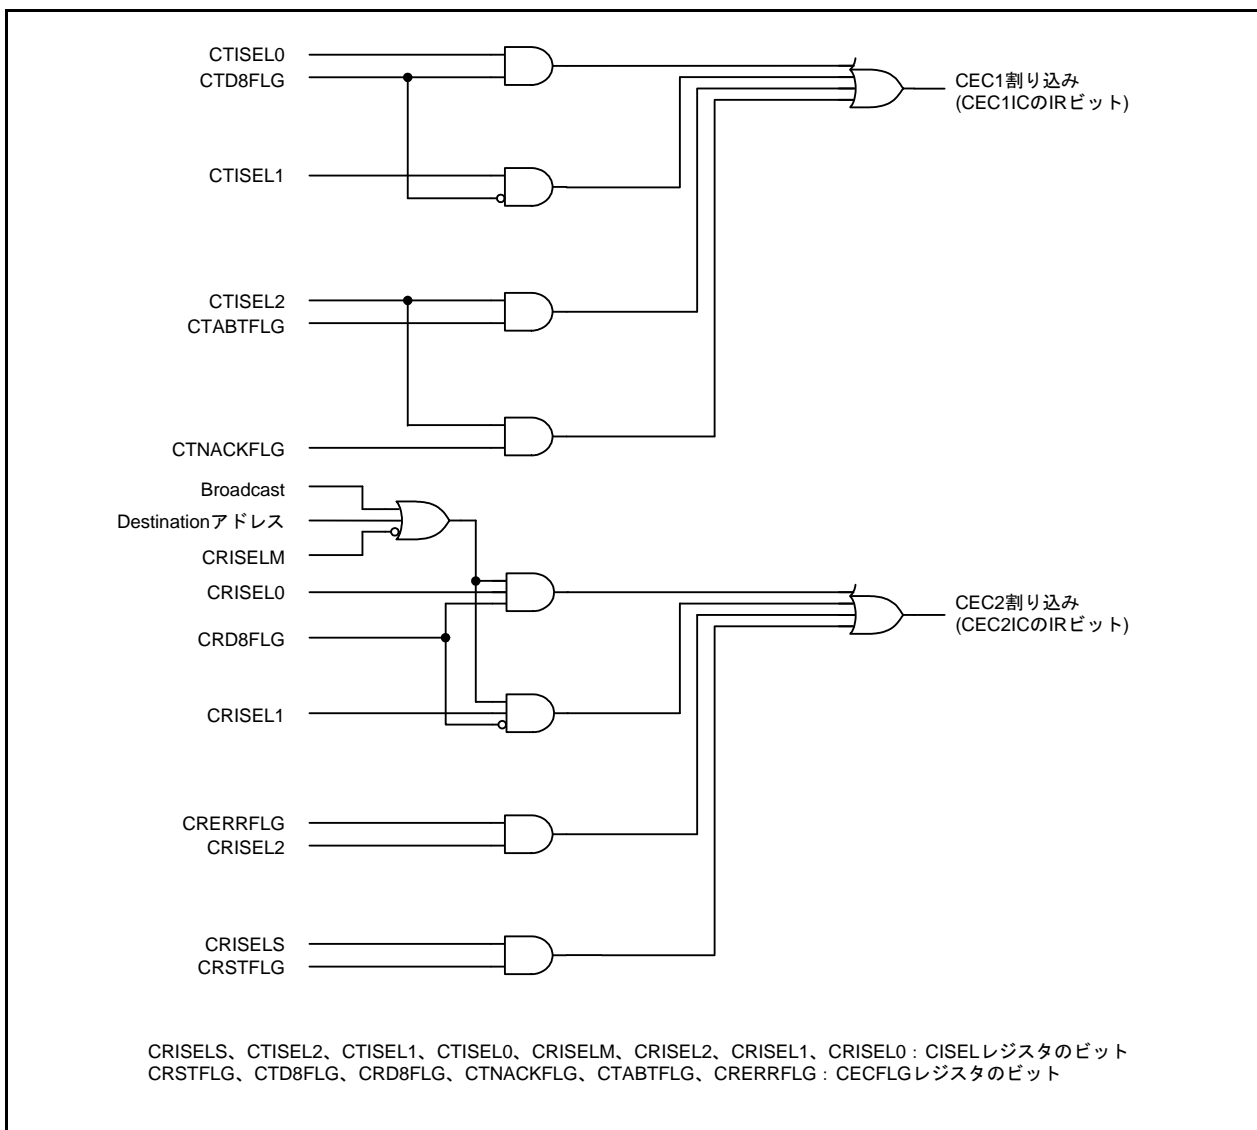 CTISEL0
CTD8FLG
CEC1割り込み
(CEC1ICのIRビット)
CTISEL1
CTISEL2
CTABTFLG
CTNACKFLG
Broadcast
Destinationアドレス
CRISELM
CRISEL0
CRD8FLG
CEC2割り込み
(CEC2ICのIRビット)
CRISEL1
CRERRFLG
CRISEL2
CRISELS
CRSTFLG
CRISELS、CTISEL2、CTISEL1、CTISEL0、CRISELM、CRISEL2、CRISEL1、CRISEL0：CISELレジスタのビット
CRSTFLG、CTD8FLG、CRD8FLG、CTNACKFLG、CTABTFLG、CRERRFLG：CECFLGレジスタのビット